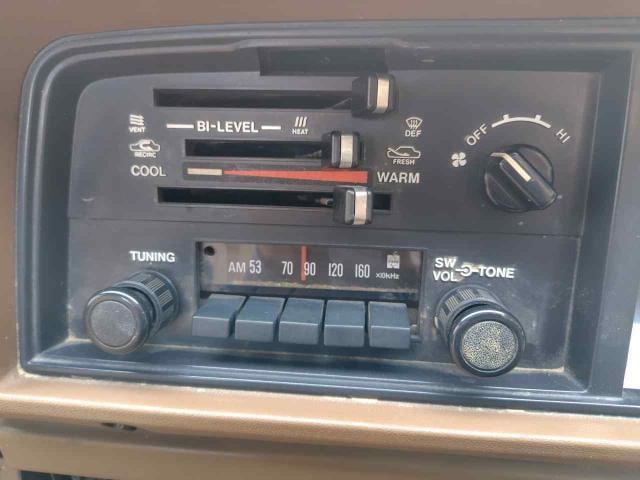 VENT
BI-LEVEL
HEAT
DEF
RECIRC
FRESH
COOL
WARM
OFF
HI
TUNING
AM 53 70 90 120 160 x10kHz
SW
VOL
TONE